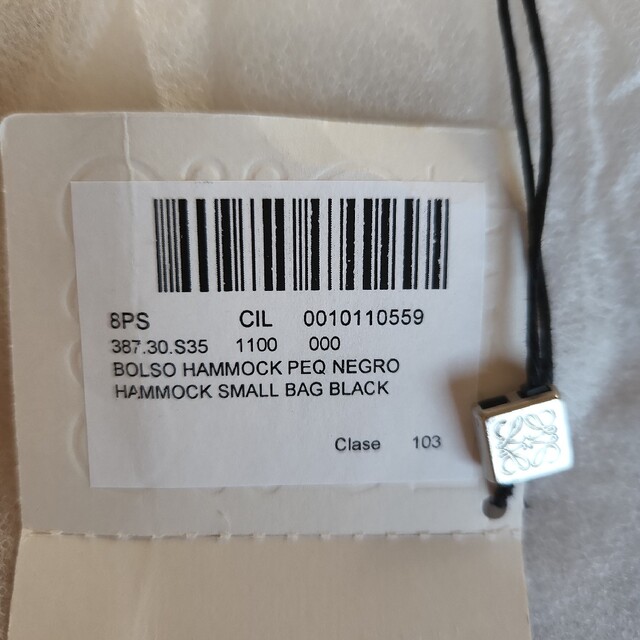 8PS CIL 0010110559
387.30.S35 1100 000
BOLSO HAMMOCK PEQ NEGRO
HAMMOCK SMALL BAG BLACK
Clase 103